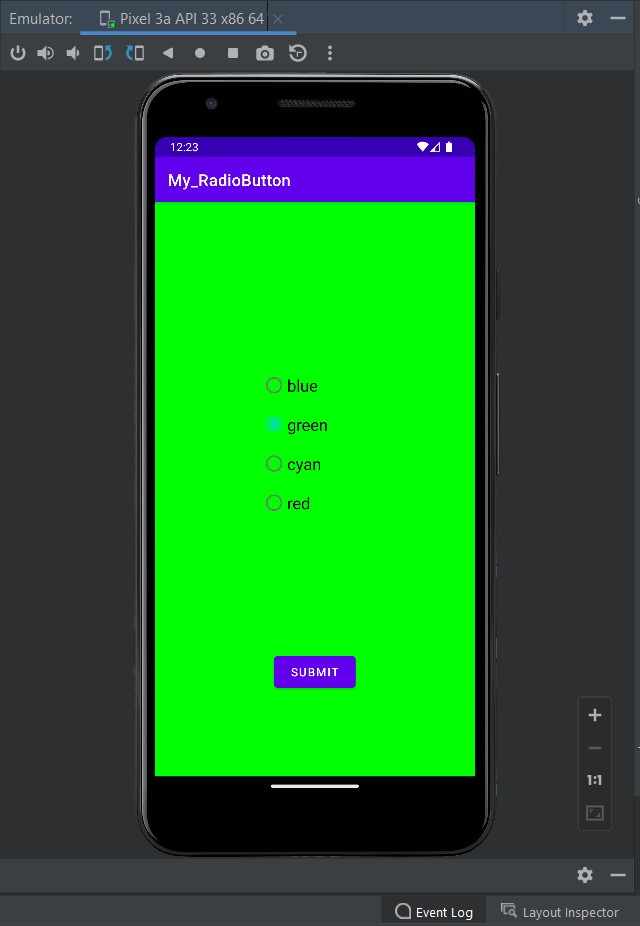 Emulator: Pixel 3a API 33 x86 64
12:23
My_RadioButton
blue
green
cyan
red
SUBMIT
1:1
Event Log Layout Inspector